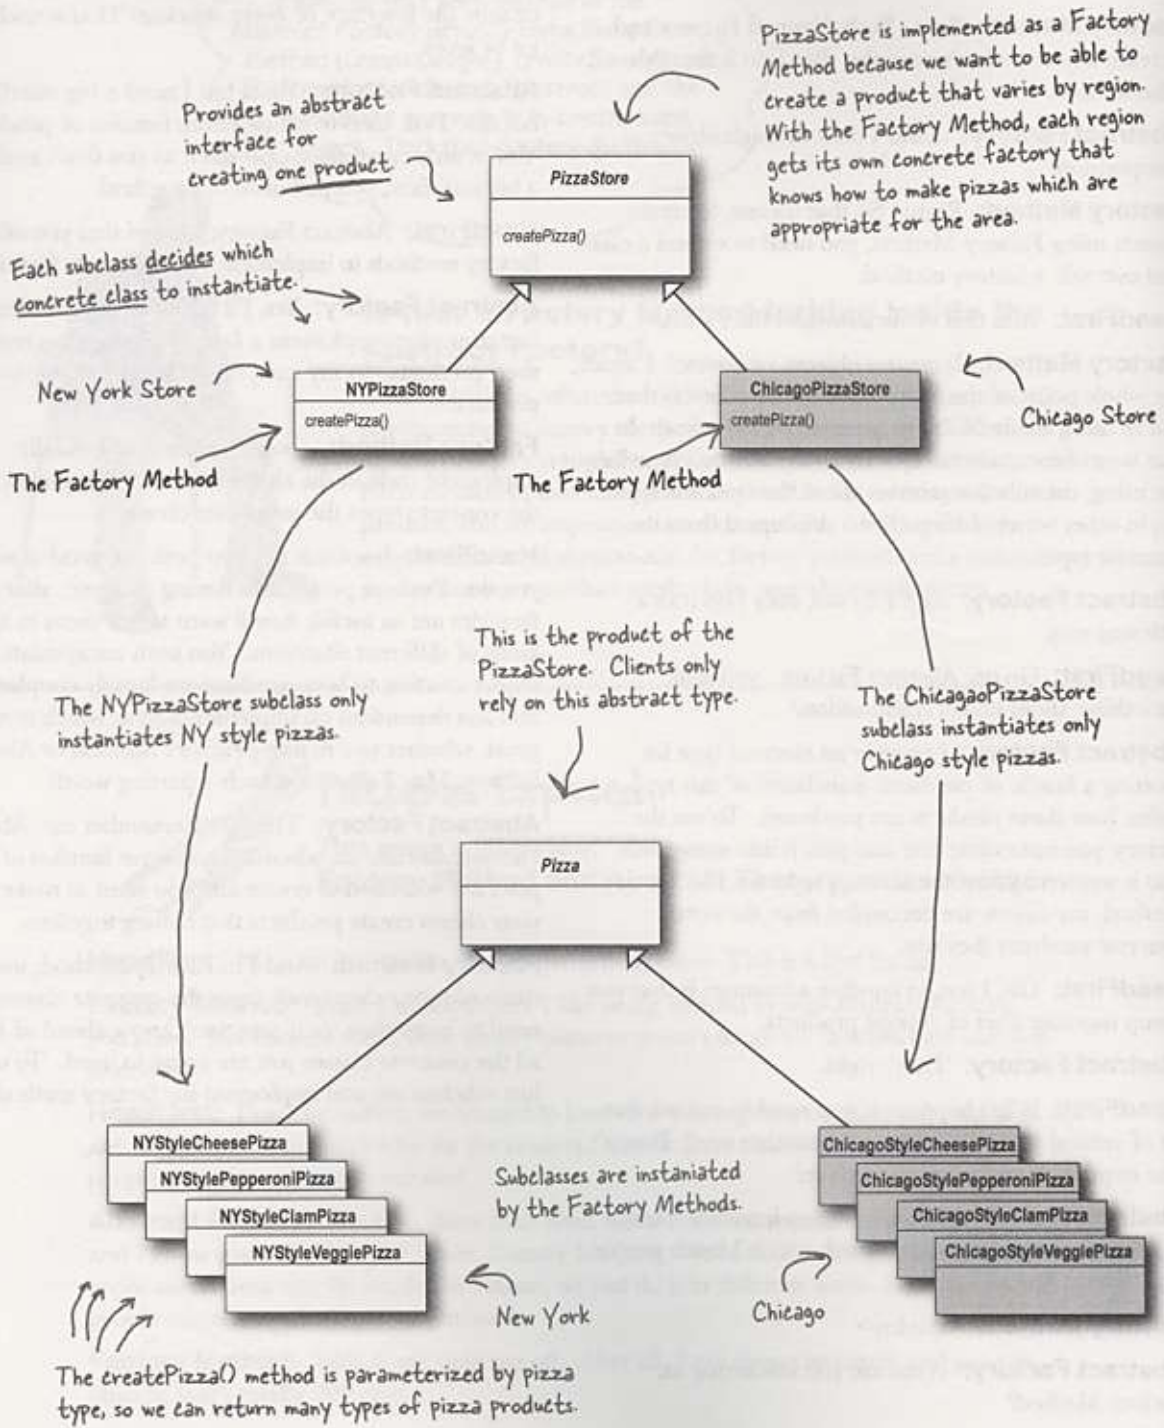 PizzaStore is implemented as a Factory
Method because we want to be able to
create a product that varies by region.
With the Factory Method, each region
gets its own concrete factory that
knows how to make pizzas which are
appropriate for the area.
Provides an abstract
interface for
creating one product.
PizzaStore
createPizza()
Each subclass decides which
concrete class to instantiate.
New York Store
NYPizzaStore
createPizza()
ChicagoPizzaStore
createPizza()
Chicago Store
The Factory Method
The Factory Method
This is the product of the
PizzaStore. Clients only
rely on this abstract type.
The NYPizzaStore subclass only
instantiates NY style pizzas.
The ChicagaoPizzaStore
subclass instantiates only
Chicago style pizzas.
Pizza
NYStyleCheesePizza
NYStylePepperoniPizza
NYStyleClamPizza
NYStyleVeggiePizza
Subclasses are instaniated
by the Factory Methods.
ChicagoStyleCheesePizza
ChicagoStylePepperoniPizza
ChicagoStyleClamPizza
ChicagoStyleVeggiePizza
New York
Chicago
The createPizza() method is parameterized by pizza
type, so we can return many types of pizza products.